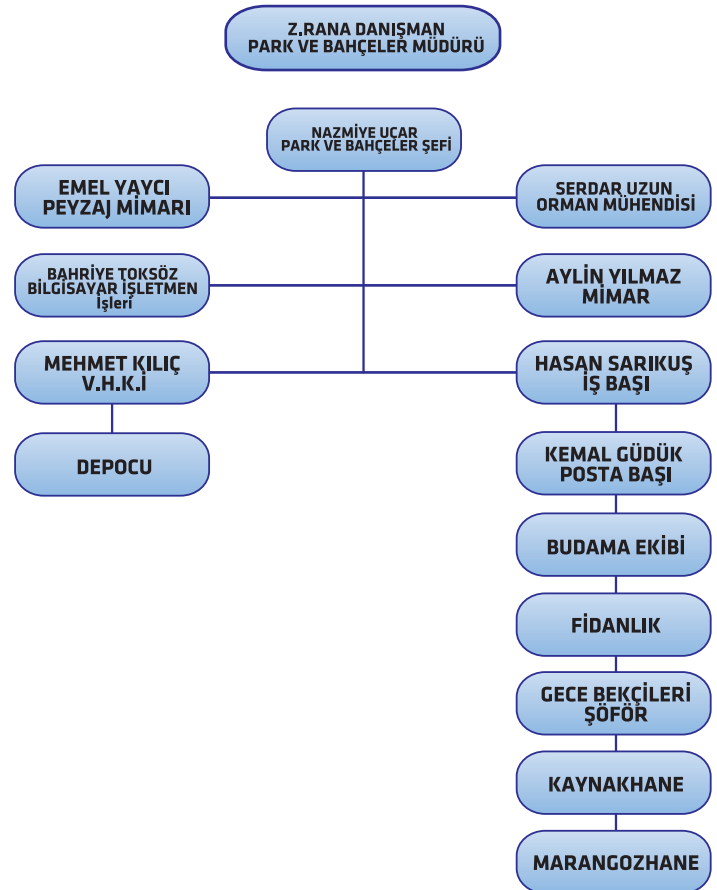 Z.RANA DANIŞMAN
PARK VE BAHÇELER MÜDÜRÜ
NAZMİYE UÇAR
PARK VE BAHÇELER ŞEFİ
EMEL YAYCI
PEYZAJ MİMARI
SERDAR UZUN
ORMAN MÜHENDİSİ
BAHRİYE TOKSÖZ
BİLGİSAYAR İŞLETMEN
İşleri
AYLİN YILMAZ
MİMAR
MEHMET KILIÇ
V.H.K.İ
HASAN SARIKUŞ
İŞ BAŞI
DEPOCU
KEMAL GÜDÜK
POSTA BAŞI
BUDAMA EKİBİ
FİDANLIK
GECE BEKÇİLERİ
ŞÖFÖR
KAYNAKHANE
MARANGOZHANE